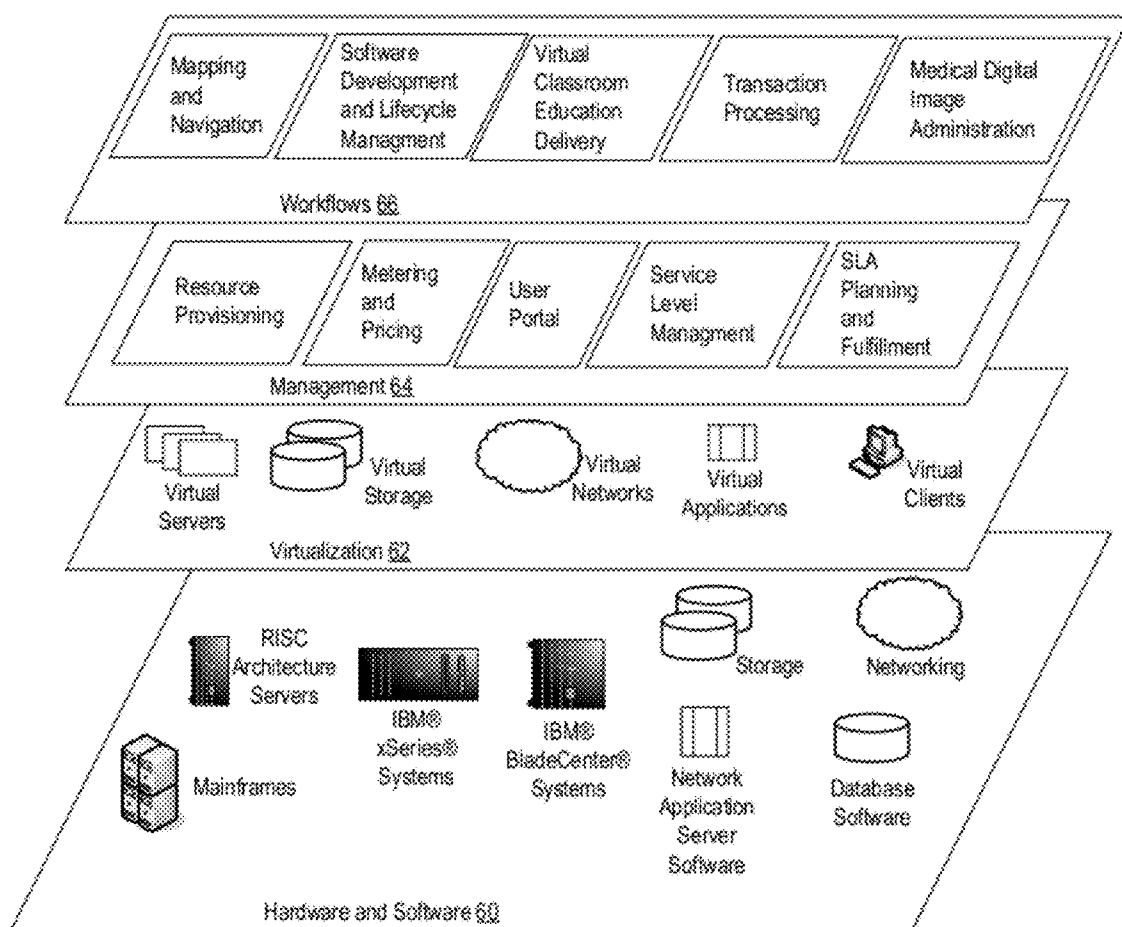 Mapping
and
Navigation
Software
Development
and Lifecycle
Managment
Virtual
Classroom
Education
Delivery
Transaction
Processing
Medical Digital
Image
Administration
Workflows 66
Resource
Provisioning
Metering
and
Pricing
User
Portal
Service
Level
Managment
SLA
Planning
and
Fulfillment
Management 64
Virtual
Servers
Virtual
Storage
Virtual
Networks
Virtual
Applications
Virtual
Clients
Virtualization 62
RISC
Architecture
Servers
IBM®
xSeries®
Systems
IBM®
BladeCenter®
Systems
Storage
Networking
Mainframes
Network
Application
Server
Software
Database
Software
Hardware and Software 60